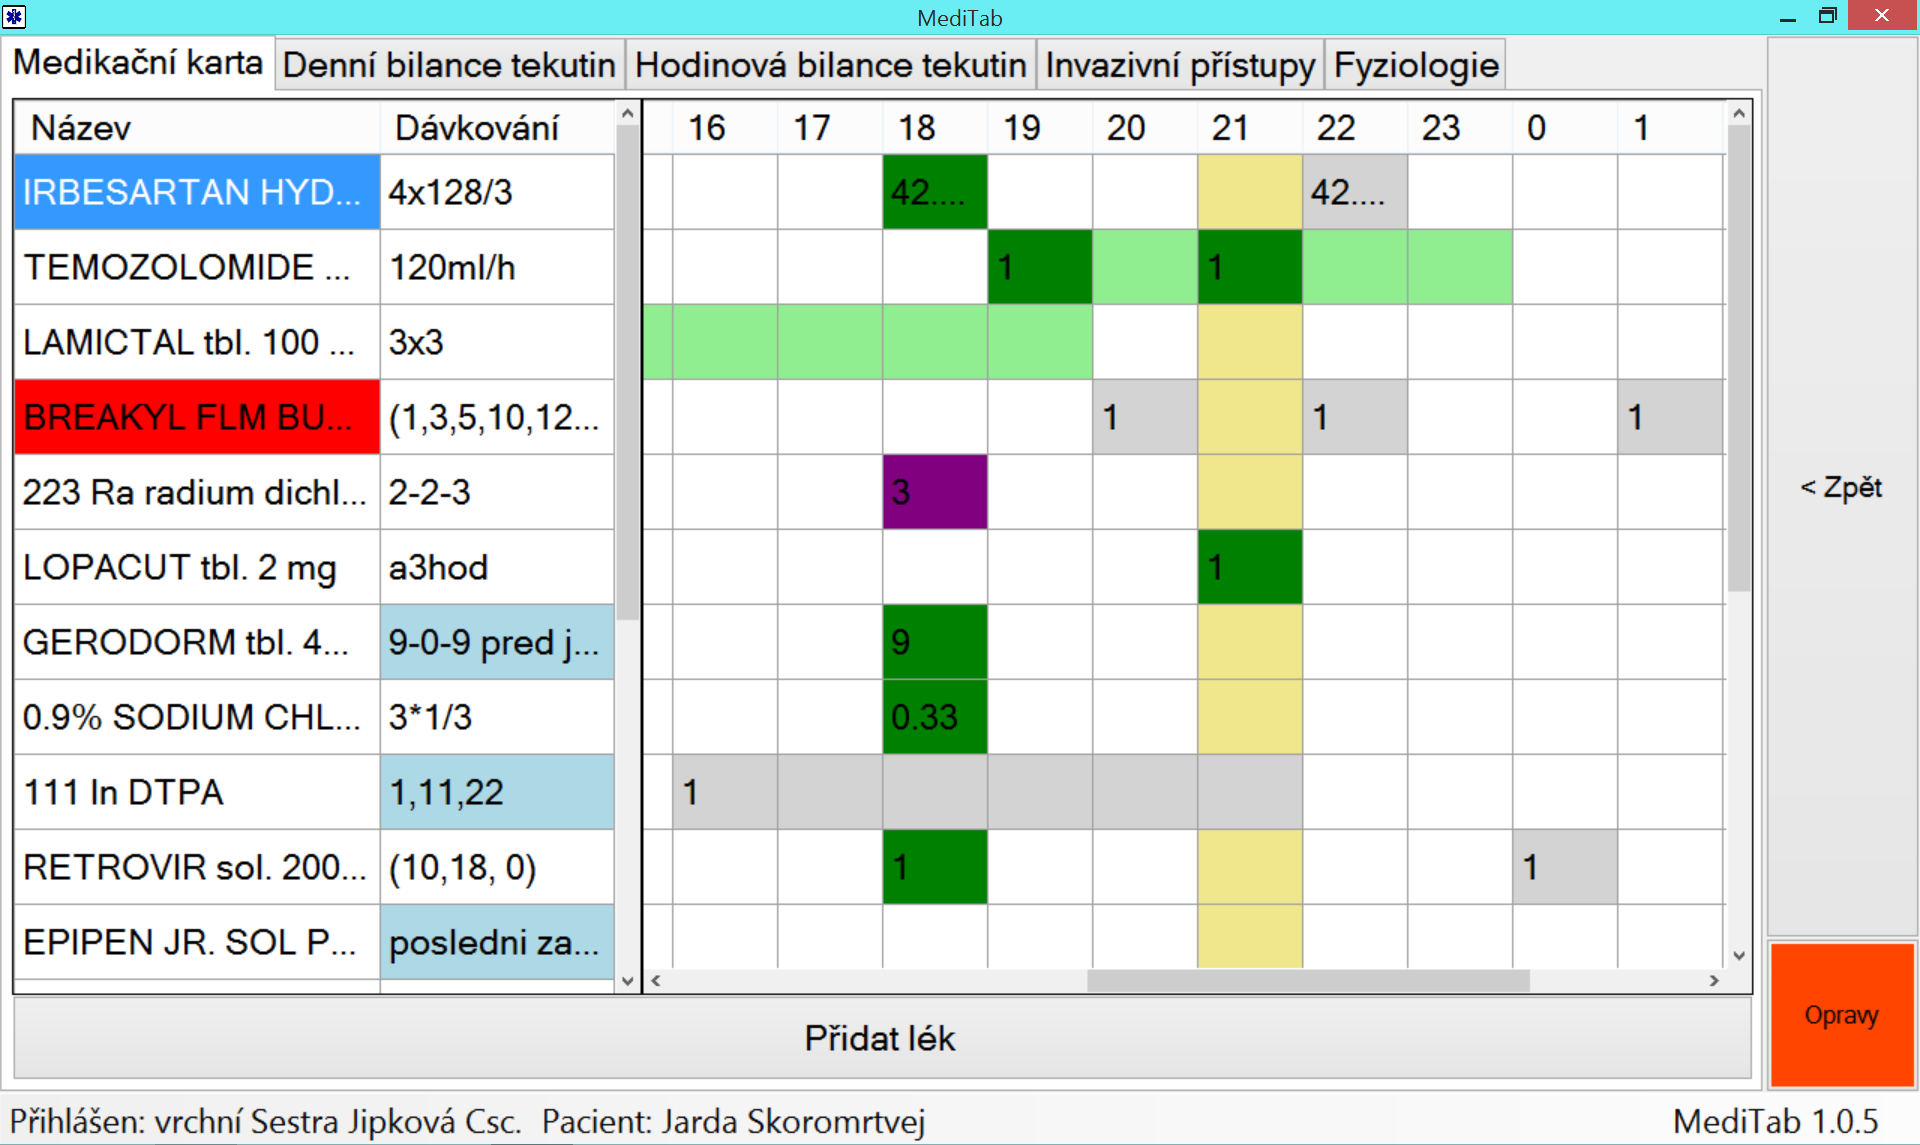 MediTab
Medikační karta Denní bilance tekutin Hodinová bilance tekutin Invazivní přístupy Fyziologie
Název Dávkování 16 17 18 19 20 21 22 23 0 1
IRBESARTAN HYD... 4x128/3 42.... 42....
TEMOZOLOMIDE ... 120ml/h 1 1
LAMICTAL tbl. 100 ... 3x3
BREAKYL FLM BU... (1,3,5,10,12... 1 1 1
< Zpět
223 Ra radium dichl... 2-2-3 3
LOPACUT tbl. 2 mg a3hod 1
GERODORM tbl. 4... 9-0-9 pred j... 9
0.9% SODIUM CHL... 3*1/3 0.33
111 In DTPA 1,11,22 1
RETROVIR sol. 200... (10,18, 0) 1 1
EPIPEN JR. SOL P... posledni za...
Opravy
Přidat lék
Přihlášen: vrchní Sestra Jipková Csc. Pacient: Jarda Skoromrtvej MediTab 1.0.5